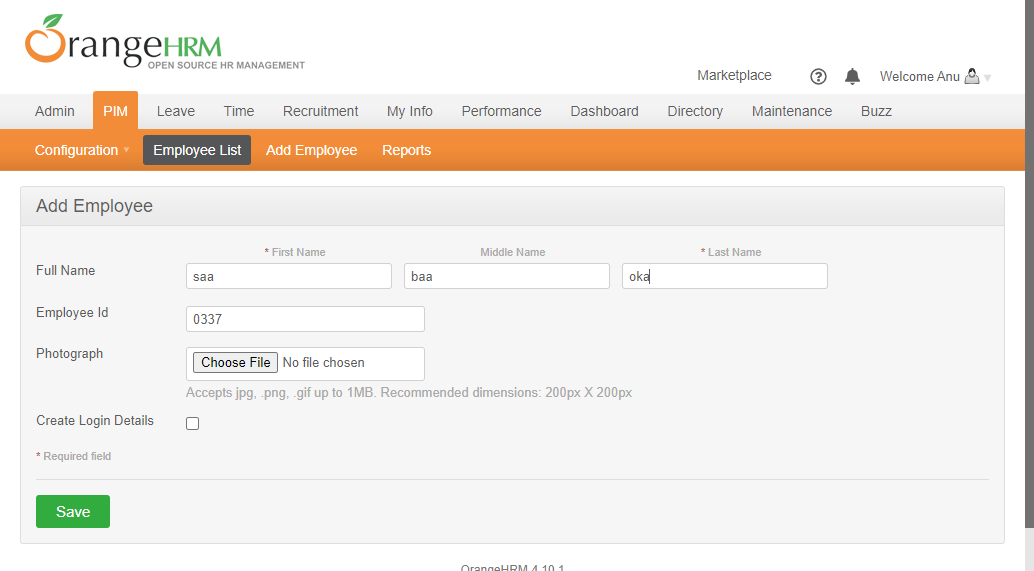 OrangeHRM
OPEN SOURCE HR MANAGEMENT
Marketplace ? Welcome Anu
Admin PIM Leave Time Recruitment My Info Performance Dashboard Directory Maintenance Buzz
Configuration Employee List Add Employee Reports
Add Employee
* First Name Middle Name * Last Name
Full Name saa baa oka
Employee Id 0337
Photograph Choose File No file chosen
Accepts jpg, .png, .gif up to 1MB. Recommended dimensions: 200px X 200px
Create Login Details
* Required field
Save
OrangeHRM 4.10.1